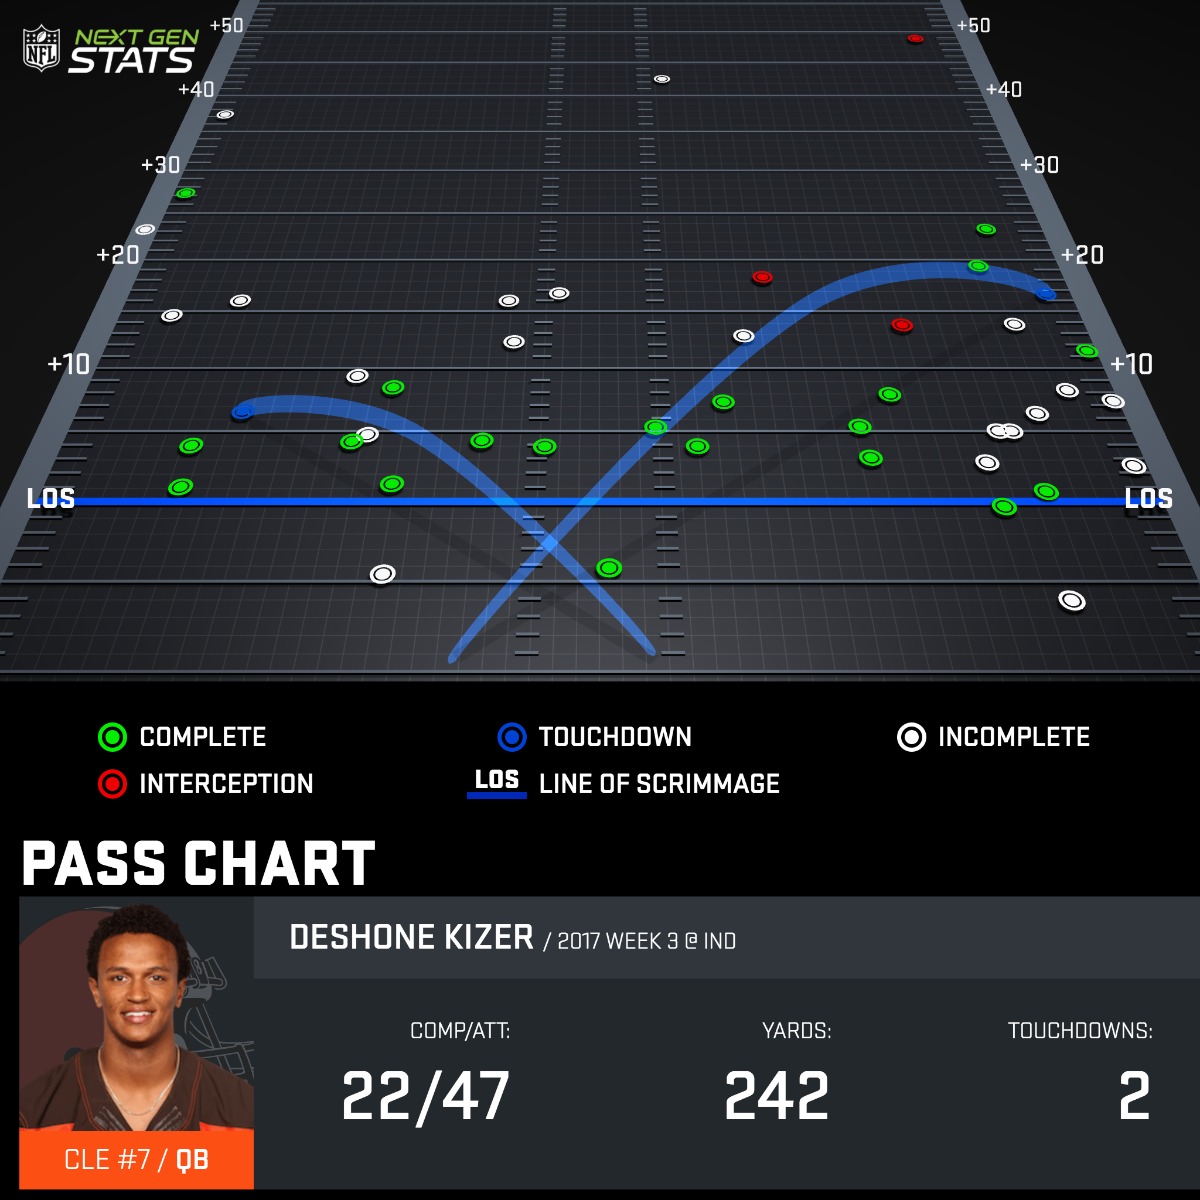 NFL
NEXT GEN
STATS
+50 +50
+40 +40
+30 +30
+20 +20
+10 +10
LOS LOS
COMPLETE TOUCHDOWN INCOMPLETE
INTERCEPTION LOS LINE OF SCRIMMAGE
PASS CHART
DESHONE KIZER / 2017 WEEK 3 @ IND
COMP/ATT: YARDS: TOUCHDOWNS:
22/47 242 2
CLE #7 / QB